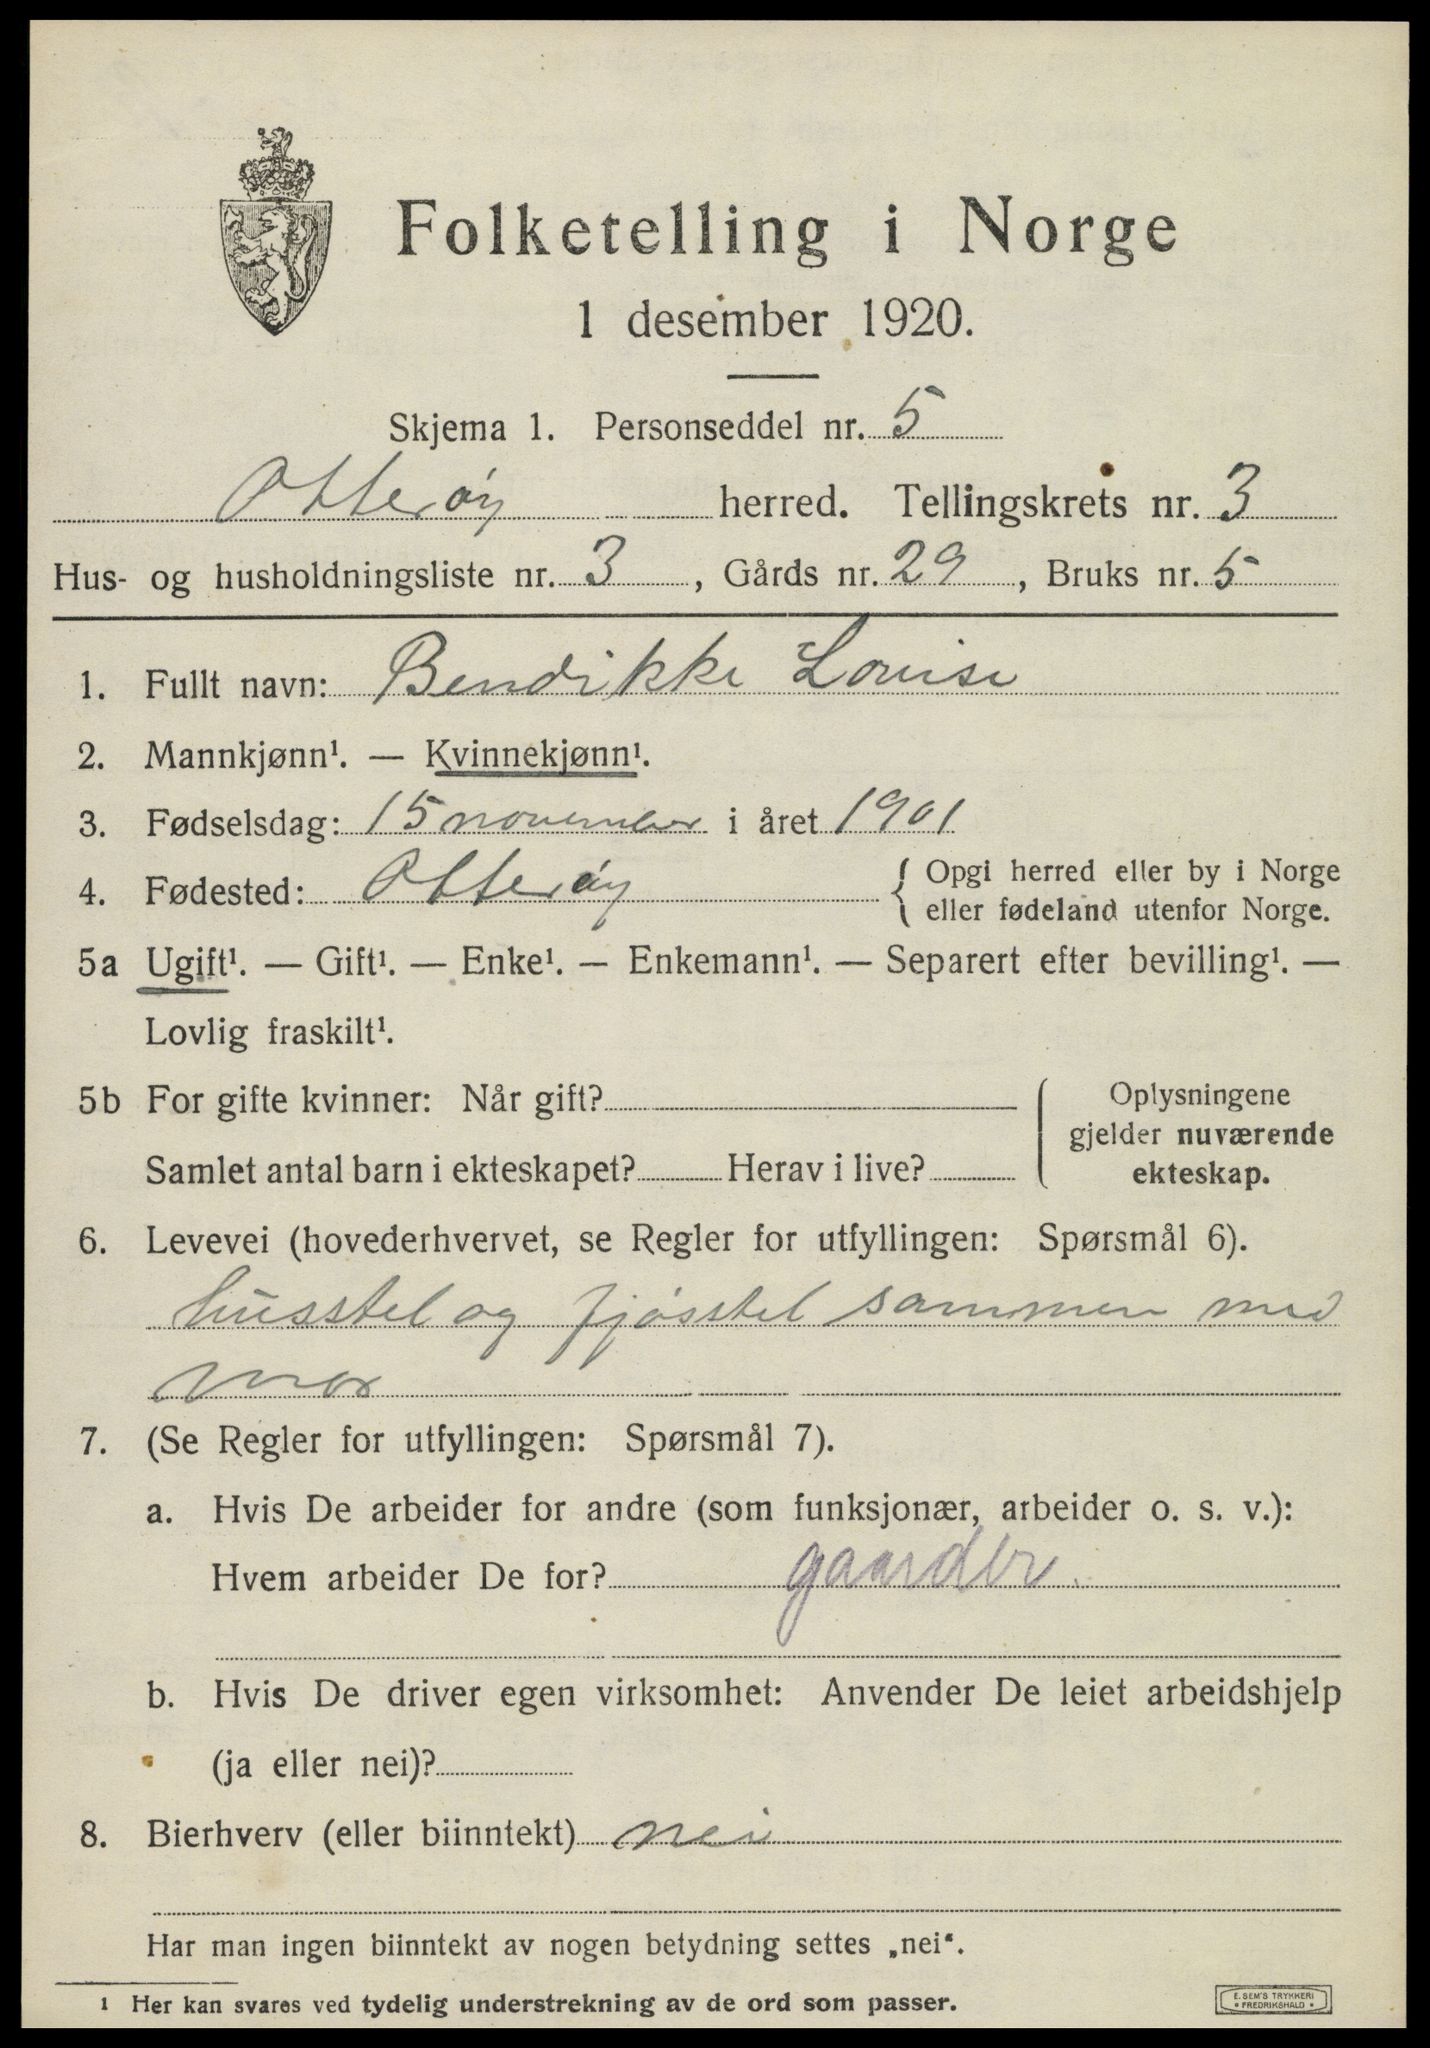 Folketelling i Norge
1 desember 1920.
Skjema 1. Personseddel nr. 5
Otterøy herred. Tellingskrets nr. 3
Hus- og husholdningsliste nr. 3, Gårds nr. 29, Bruks nr. 5
1. Fullt navn: Bendikke Louise
2. Mannkjønn¹. — Kvinnekjønn¹.
3. Fødselsdag: 15 november i året 1901
4. Fødested: Otterøy { Opgi herred eller by i Norge
eller fødeland utenfor Norge.
5a Ugift¹. — Gift¹. — Enke¹. — Enkemann¹. — Separert efter bevilling¹. —
Lovlig fraskilt¹.
5b For gifte kvinner: Når gift?
Samlet antal barn i ekteskapet? Herav i live?
Oplysningene
gjelder nuværende
ekteskap.
6. Levevei (hovederhvervet, se Regler for utfyllingen: Spørsmål 6).
husstel og fjøsstel sammen med
mor
7. (Se Regler for utfyllingen: Spørsmål 7).
a. Hvis De arbeider for andre (som funksjonær, arbeider o. s. v.):
Hvem arbeider De for? gaardbr.
b. Hvis De driver egen virksomhet: Anvender De leiet arbeidshjelp
(ja eller nei)?
8. Bierhverv (eller biinntekt) nei
Har man ingen biinntekt av nogen betydning settes „nei“.
1 Her kan svares ved tydelig understrekning av de ord som passer.
E. SEM'S TRYKKERI
• FREDRIKSHALD •